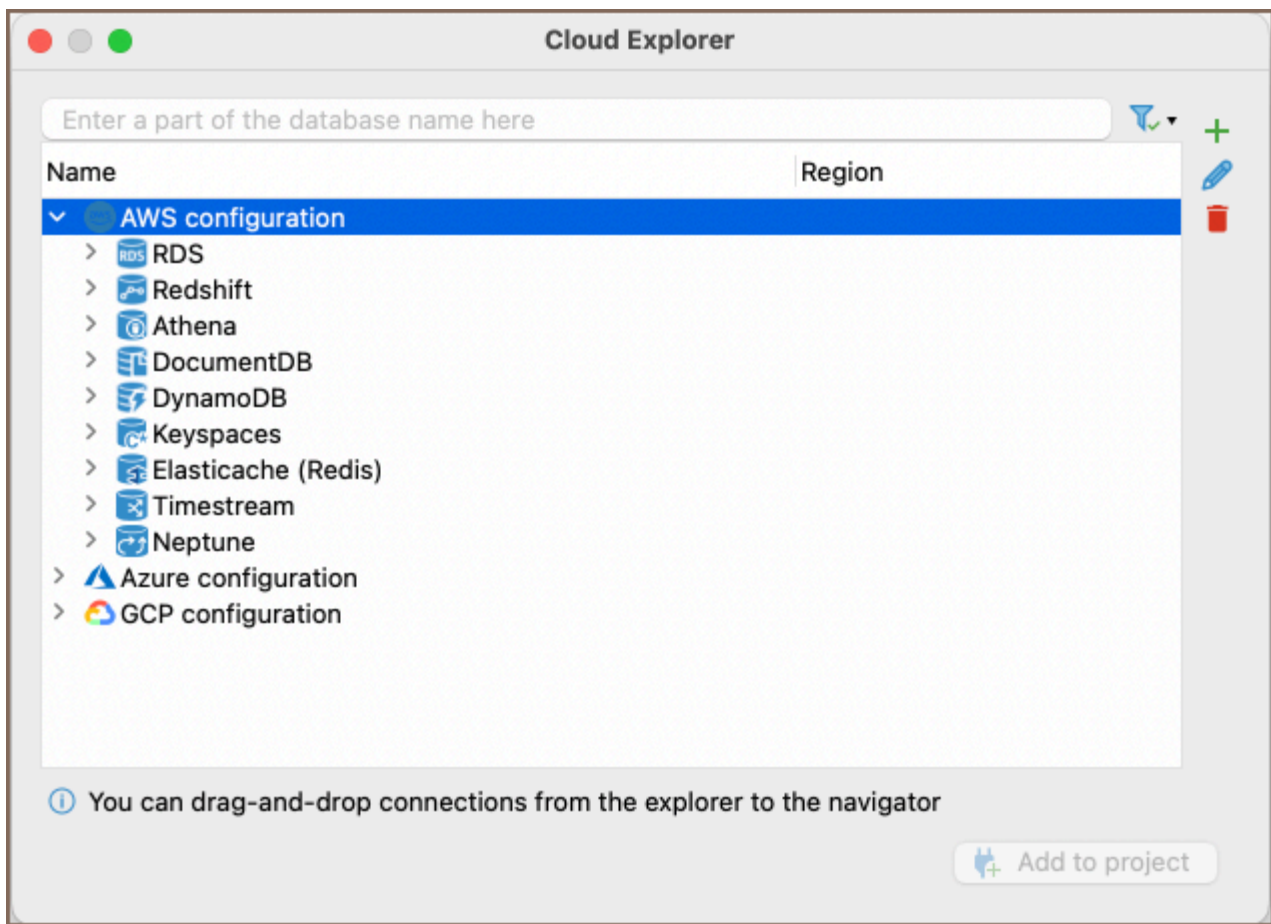 Cloud Explorer
Enter a part of the database name here
Name Region
AWS configuration
RDS RDS
Redshift
Athena
DocumentDB
DynamoDB
Keyspaces
Elasticache (Redis)
Timestream
Neptune
Azure configuration
GCP configuration
You can drag-and-drop connections from the explorer to the navigator
Add to project